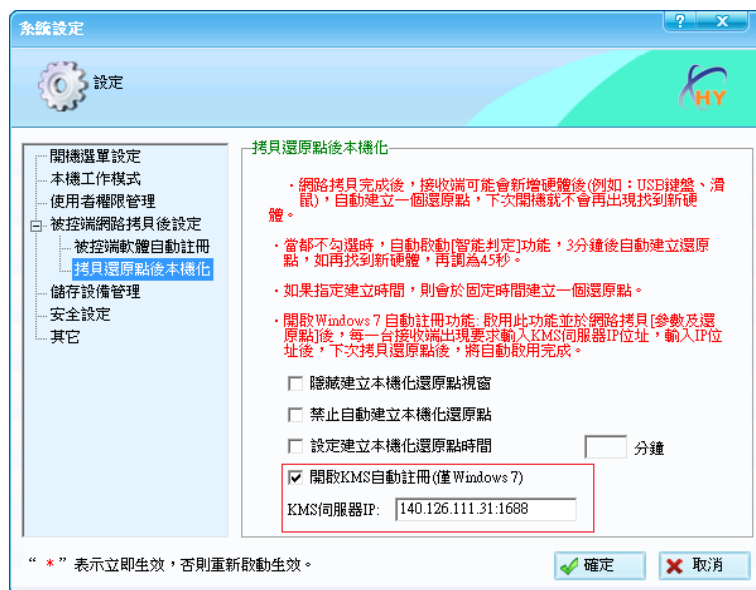 系統設定
設定
HY
開機選單設定
本機工作模式
使用者權限管理
被控端網路拷貝後設定
被控端軟體自動註冊
拷貝還原點後本機化
儲存設備管理
安全設定
其它
拷貝還原點後本機化
·網路拷貝完成後，接收端可能會新增硬體後(例如：USB鍵盤、滑
鼠)，自動建立一個還原點，下次開機就不會再出現找到新硬
體。
·當都不勾選時，自動啟動[智能判定]功能，3分鐘後自動建立還原
點，如再找到新硬體，再調為45秒。
·如果指定建立時間，則會於固定時間建立一個還原點。
·開啟Windows 7 自動註冊功能: 啟用此功能並於網路拷貝[參數及還
原點]後，每一台接收端出現要求輸入KMS伺服器IP位址，輸入IP位
址後，下次拷貝還原點後，將自動啟用完成。
隱藏建立本機化還原點視窗
禁止自動建立本機化還原點
設定建立本機化還原點時間 分鐘
開啟KMS自動註冊(僅Windows 7)
KMS伺服器IP: 140.126.111.31:1688
“ * ” 表示立即生效，否則重新啟動生效。
確定
取消